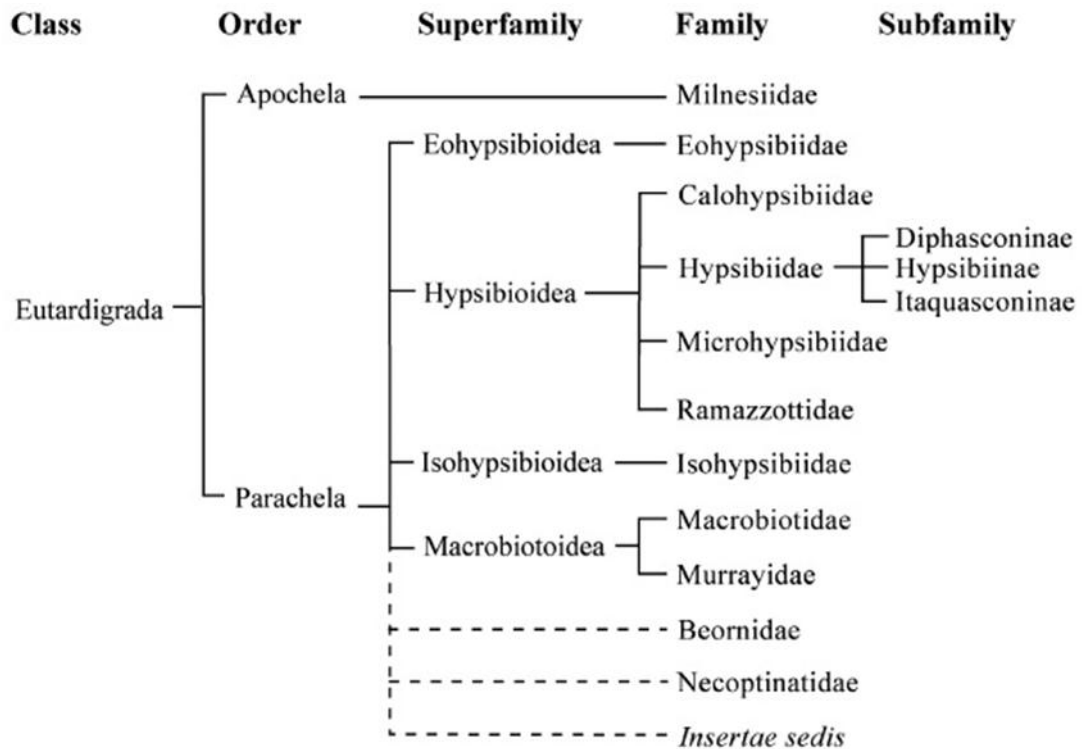 Class Order Superfamily Family Subfamily
Apochela Milnesiidae
Eohypsibioidea Eohypsibiidae
Calohypsibiidae
Diphasconinae
Hypsibiidae Hypsibiinae
Hypsibioidea
Itaquasconinae
Eutardigrada
Microhypsibiidae
Ramazzottidae
Isohypsibioidea Isohypsibiidae
Parachela
Macrobiotidae
Macrobiotoidea
Murrayidae
Beornidae
Necoptinatidae
Insertae sedis